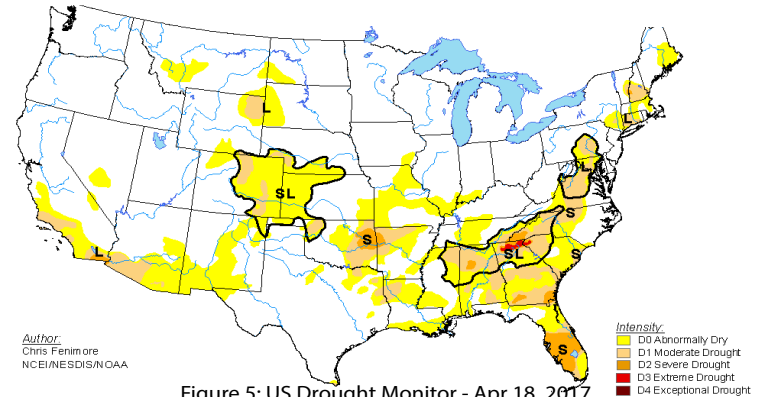 L
L
L
SL
S
S
L
SL
S
S
Author:
Chris Fenimore
NCEI/NESDIS/NOAA
Intensity:
D0 Abnormally Dry
D1 Moderate Drought
D2 Severe Drought
D3 Extreme Drought
D4 Exceptional Drought
Figure 5: US Drought Monitor - Apr 18, 2017